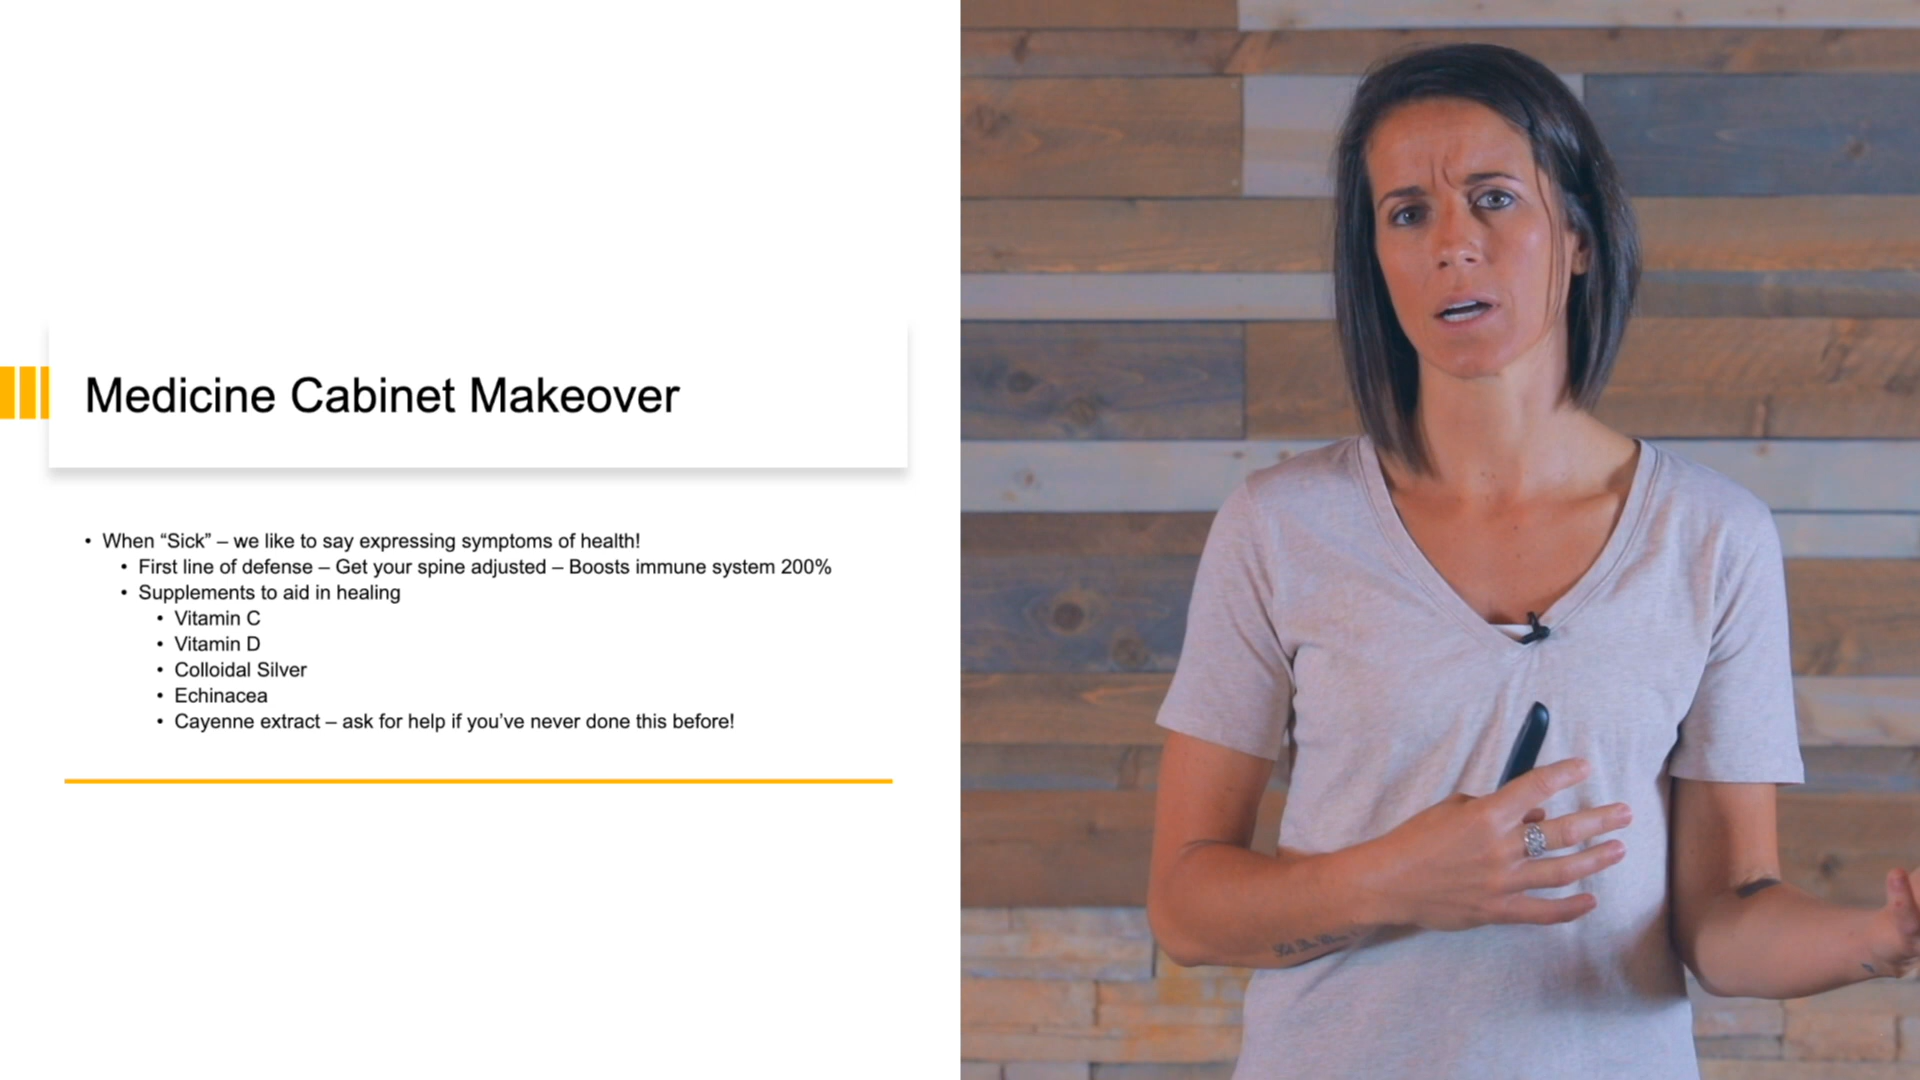 Medicine Cabinet Makeover
• When “Sick” – we like to say expressing symptoms of health!
• First line of defense – Get your spine adjusted – Boosts immune system 200%
• Supplements to aid in healing
• Vitamin C
• Vitamin D
• Colloidal Silver
• Echinacea
• Cayenne extract – ask for help if you’ve never done this before!